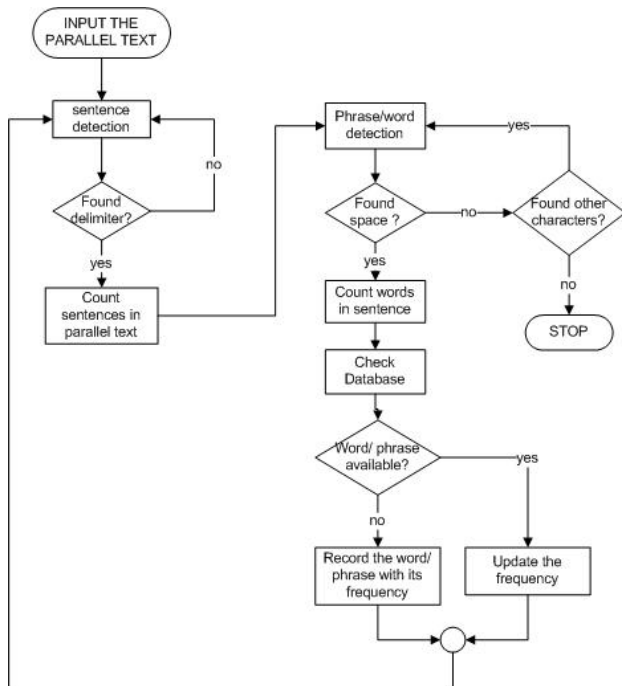 INPUT THE
PARALLEL TEXT
sentence
detection
no
Found
delimiter?
yes
Count
sentences in
parallel text
Phrase/word
detection
yes
Found
space ?
no
Found other
characters?
yes
no
Count words
in sentence
STOP
Check
Database
Word/ phrase
available?
yes
no
Record the word/
phrase with its
frequency
Update the
frequency